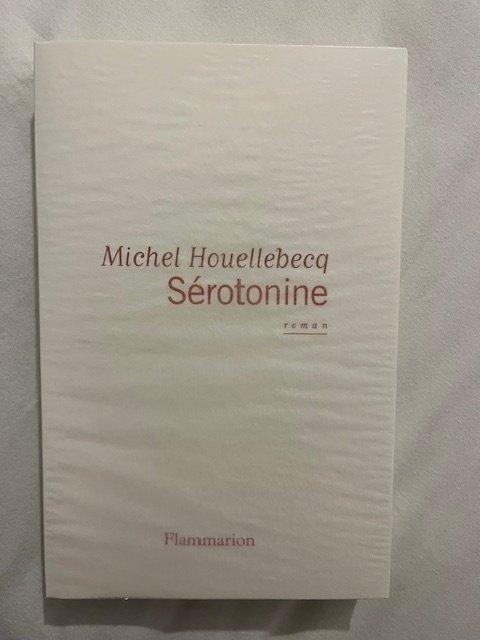 Michel Houellebecq
Sérotonine
roman
Flammarion